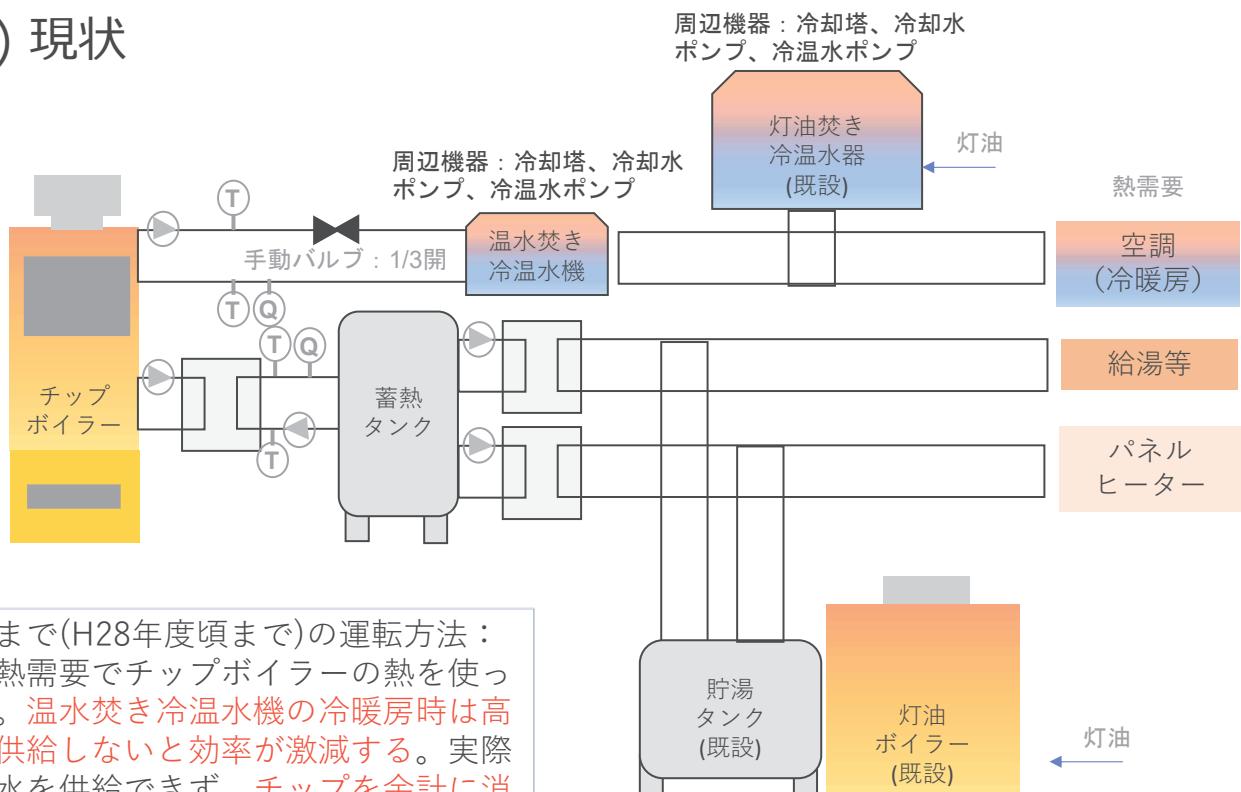 ) 現状
周辺機器：冷却塔、冷却水
ポンプ、冷温水ポンプ
灯油焚き
冷温水器
(既設)
灯油
周辺機器：冷却塔、冷却水
ポンプ、冷温水ポンプ
熱需要
T
手動バルブ：1/3開
温水焚き
冷温水機
空調
（冷暖房）
T
Q
T
Q
給湯等
チップ
ボイラー
蓄熱
タンク
T
パネル
ヒーター
まで(H28年度頃まで)の運転方法：
熱需要でチップボイラーの熱を使っ
。温水焚き冷温水機の冷暖房時は高
供給しないと効率が激減する。実際
水を供給できず、チップを余計に消
貯湯
タンク
(既設)
灯油
ボイラー
(既設)
灯油